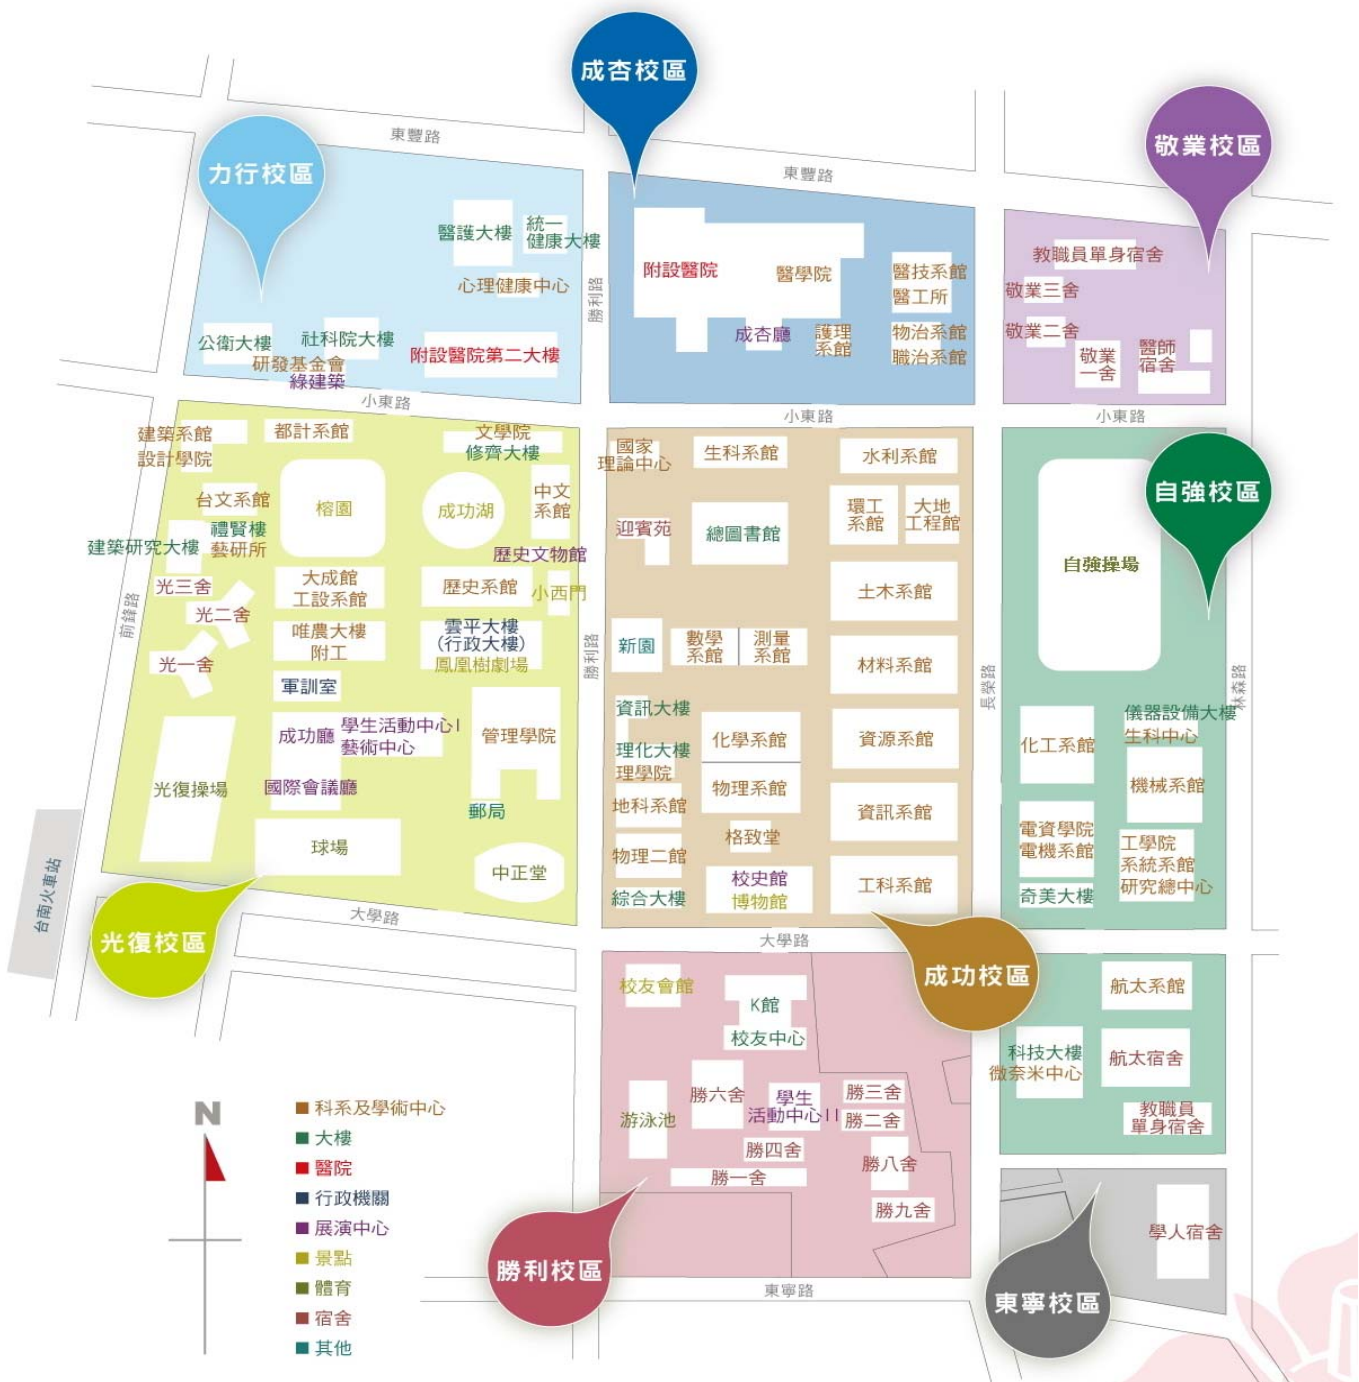 成杏校區
敬業校區
力行校區
東豐路
東豐路
醫護大樓
統一
健康大樓
心理健康中心
公衛大樓
社科院大樓
研發基金會
綠建築
附設醫院第二大樓
勝利路
附設醫院
醫學院
成杏廳
護理
系館
醫技系館
醫工所
物治系館
職治系館
教職員單身宿舍
敬業三舍
敬業二舍
敬業
一舍
醫師
宿舍
小東路
小東路
小東路
建築系館
設計學院
都計系館
文學院
修齊大樓
台文系館
榕園
成功湖
中文
系館
禮賢樓
藝研所
建築研究大樓
歷史文物館
光三舍
光二舍
光一舍
大成館
工設系館
歷史系館
小西門
唯農大樓
附工
雲平大樓
(行政大樓)
鳳凰樹劇場
軍訓室
成功廳
學生活動中心I
藝術中心
國際會議廳
管理學院
郵局
光復操場
球場
中正堂
前鋒路
勝利路
台南火車站
光復校區
大學路
國家
理論中心
生科系館
水利系館
迎賓苑
總圖書館
環工
系館
大地
工程館
土木系館
新園
數學
系館
測量
系館
材料系館
資訊大樓
理化大樓
理學院
化學系館
物理系館
資源系館
地科系館
資訊系館
格致堂
物理二館
綜合大樓
校史館
博物館
工科系館
大學路
成功校區
長榮路
自強校區
自強操場
林森路
儀器設備大樓
生科中心
化工系館
機械系館
電資學院
電機系館
工學院
系統系館
研究總中心
奇美大樓
航太系館
科技大樓
微奈米中心
航太宿舍
教職員
單身宿舍
校友會館
K館
校友中心
游泳池
勝六舍
學生
活動中心II
勝三舍
勝二舍
勝四舍
勝一舍
勝八舍
勝九舍
勝利校區
東寧路
東寧校區
學人宿舍
N
科系及學術中心
大樓
醫院
行政機關
展演中心
景點
體育
宿舍
其他